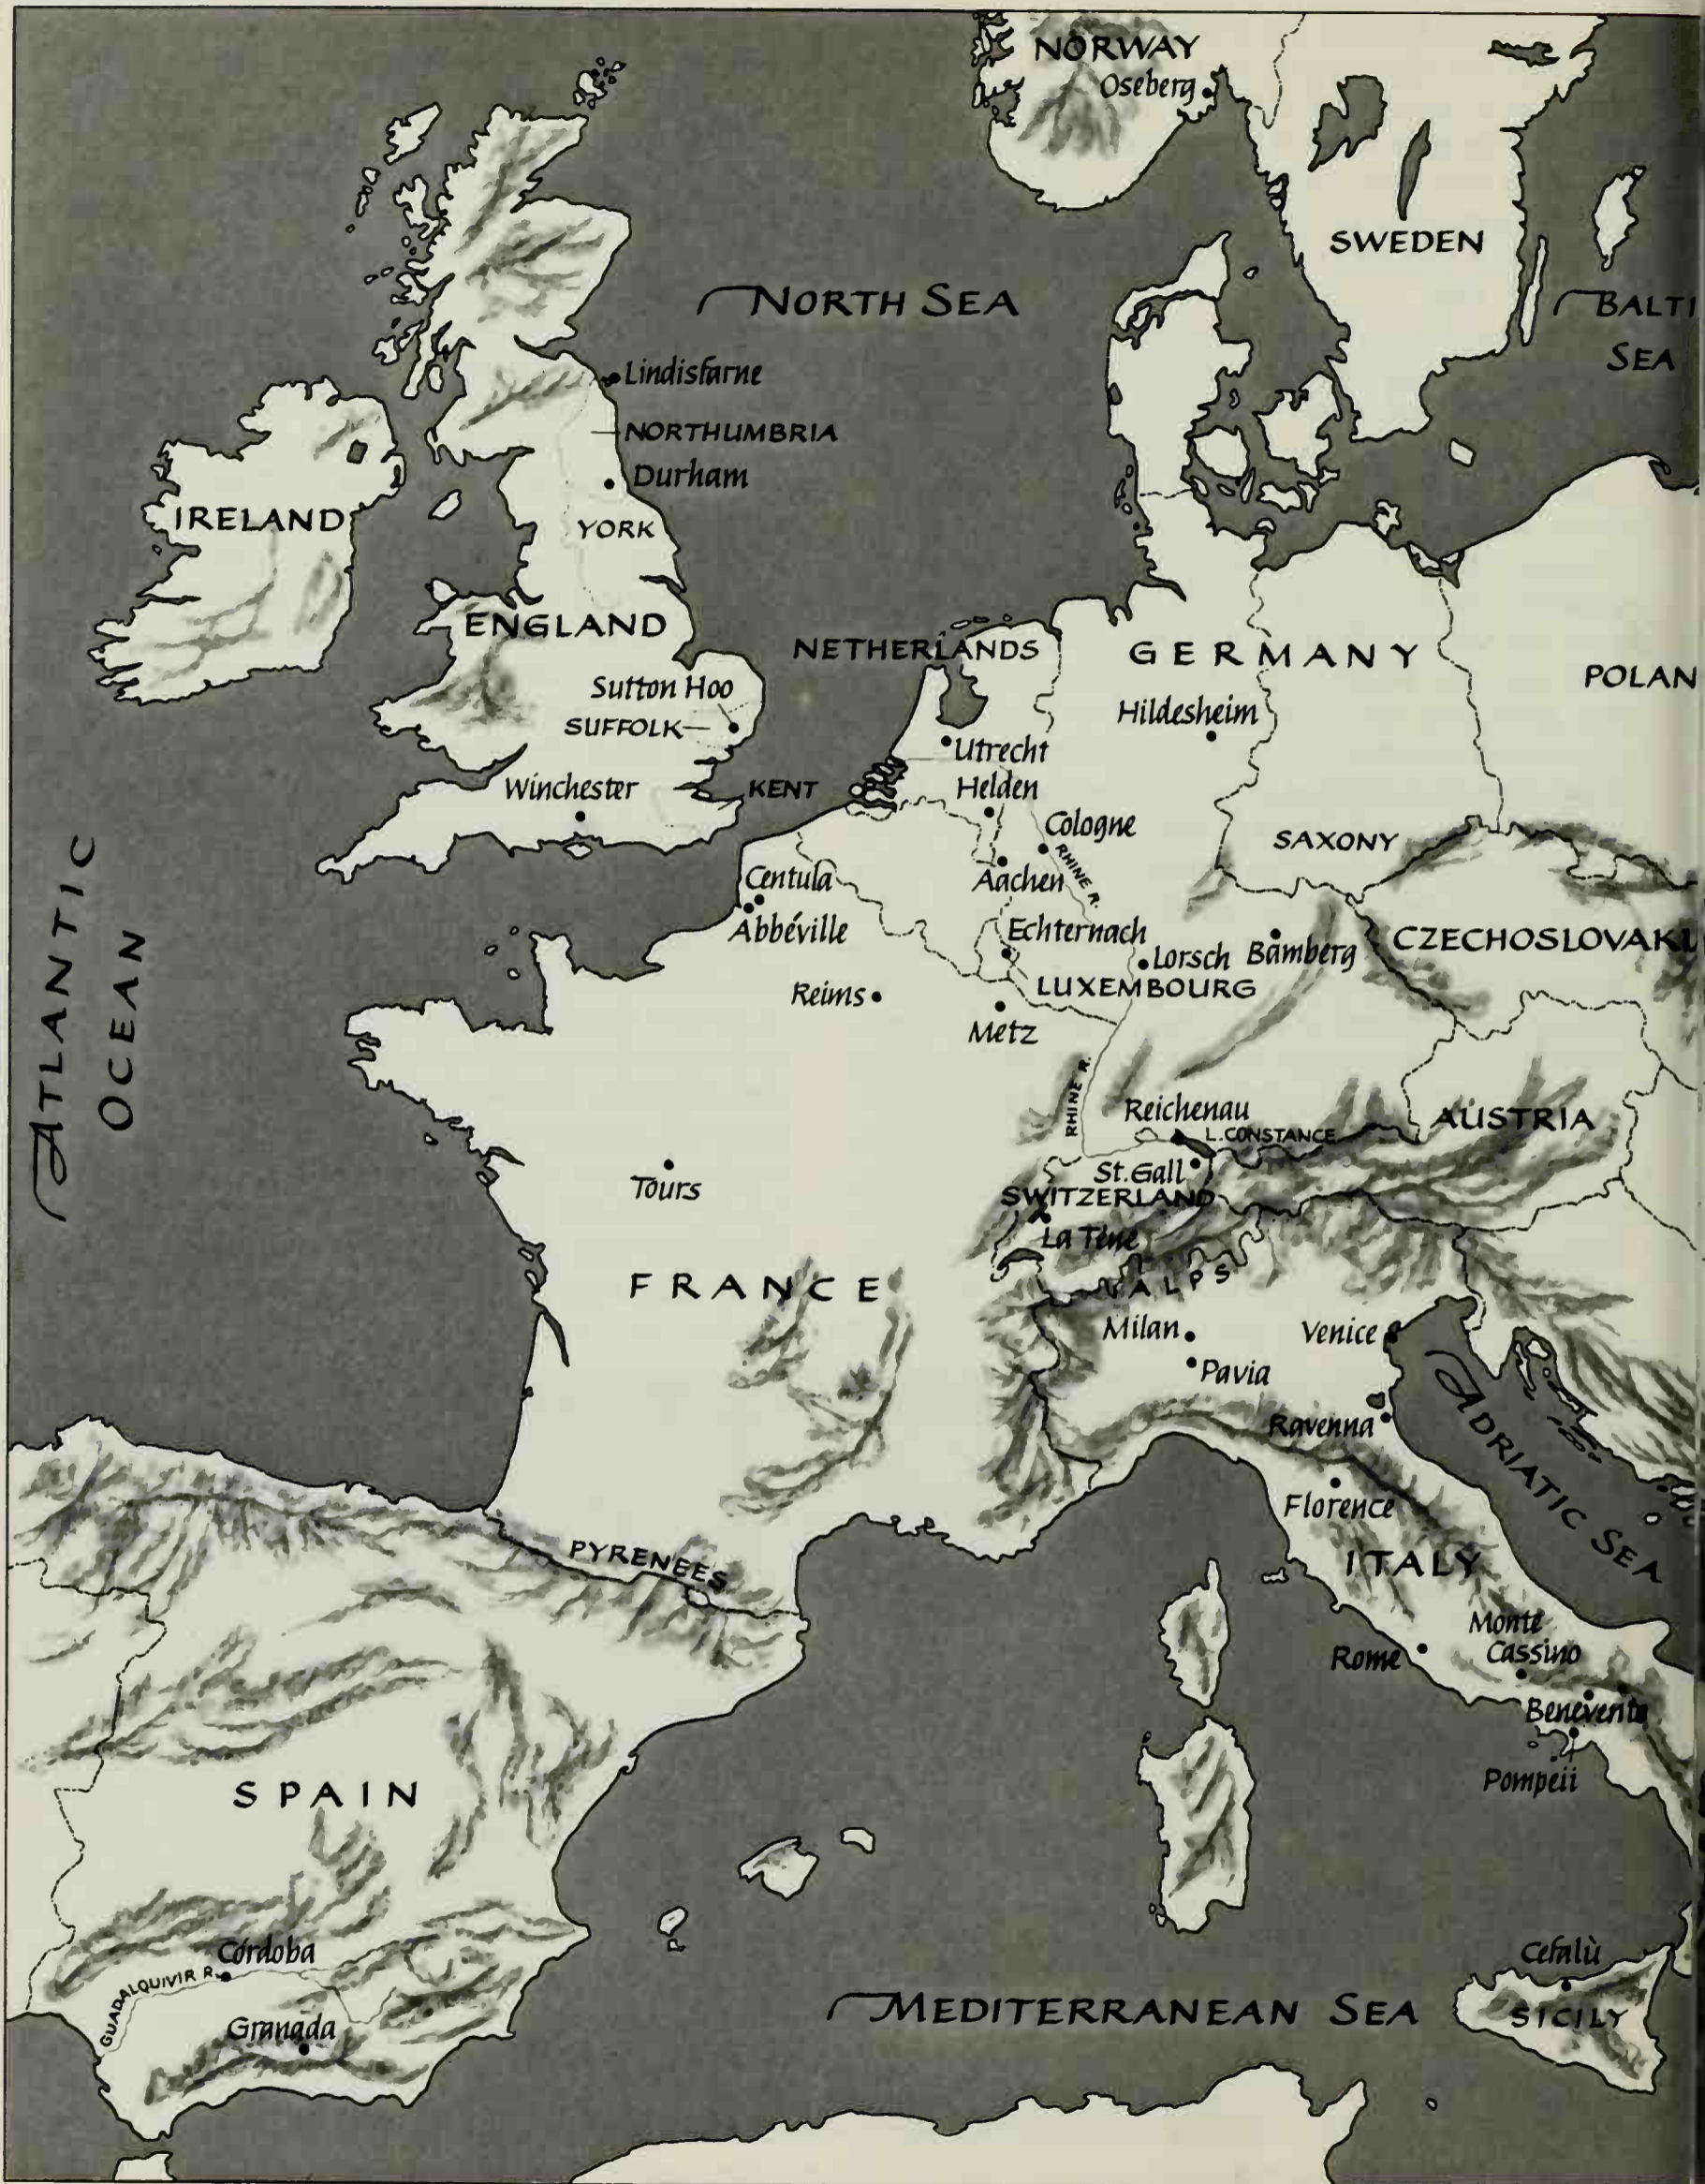 NORWAY
Oseberg
SWEDEN
NORTH SEA
BALTI
SEA
Lindisfarne
NORTHUMBRIA
Durham
IRELAND
YORK
ENGLAND
NETHERLANDS
GERMANY
POLAN
Sutton Hoo
SUFFOLK
Hildesheim
Utrecht
Winchester
KENT
Helden
Cologne
SAXONY
RHINE R.
Centula
Aachen
Abbéville
Echternach
Lorsch
Bamberg
CZECHOSLOVAKI
LUXEMBOURG
Reims
Metz
ATLANTIC
OCEAN
RHINE R.
Reichenau
L. CONSTANCE
AUSTRIA
Tours
St. Gall
SWITZERLAND
La Tène
FRANCE
ALPS
Milan
Venice
Pavia
Ravenna
ADRIATIC SEA
Florence
PYRENEES
ITALY
Monte
Cassino
Rome
Benevento
Pompeii
SPAIN
Córdoba
GUADALQUIVIR R.
Granada
Cefalù
MEDITERRANEAN SEA
SICILY